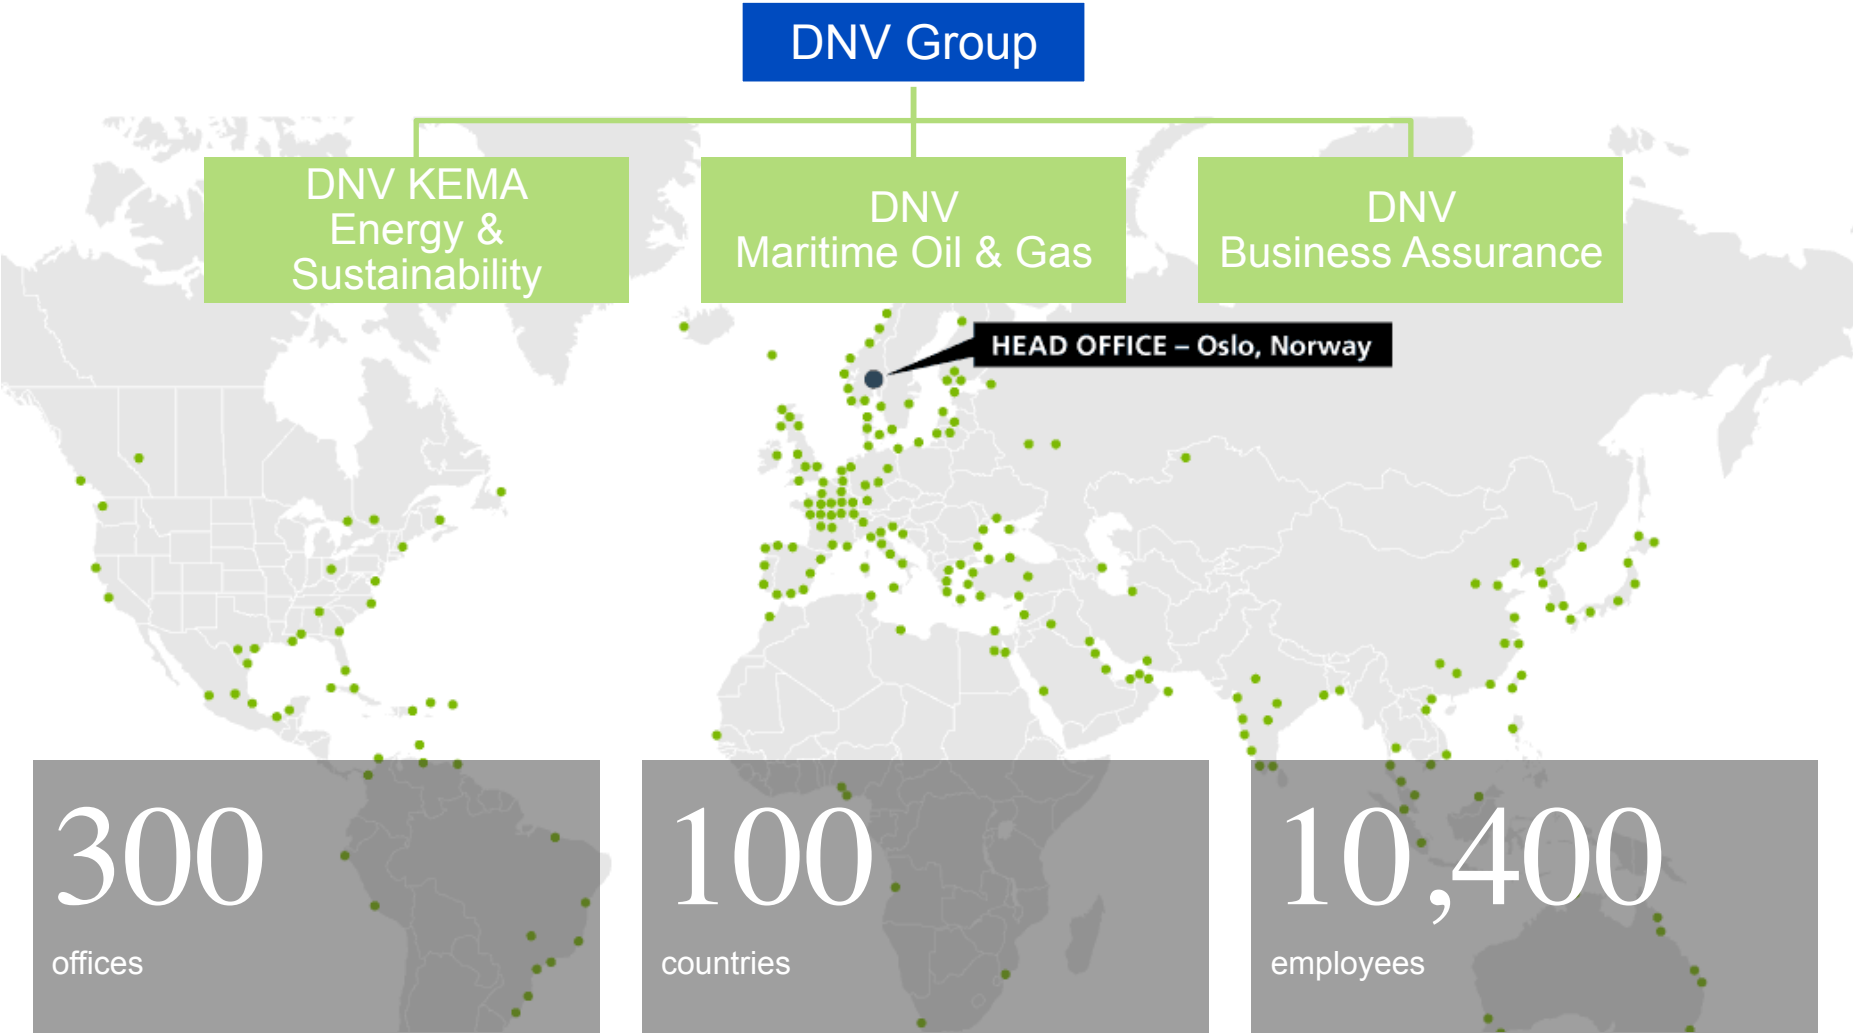 DNV Group
DNV KEMA
Energy &
Sustainability
DNV
Maritime Oil & Gas
DNV
Business Assurance
HEAD OFFICE – Oslo, Norway
300
offices
100
countries
10,400
employees